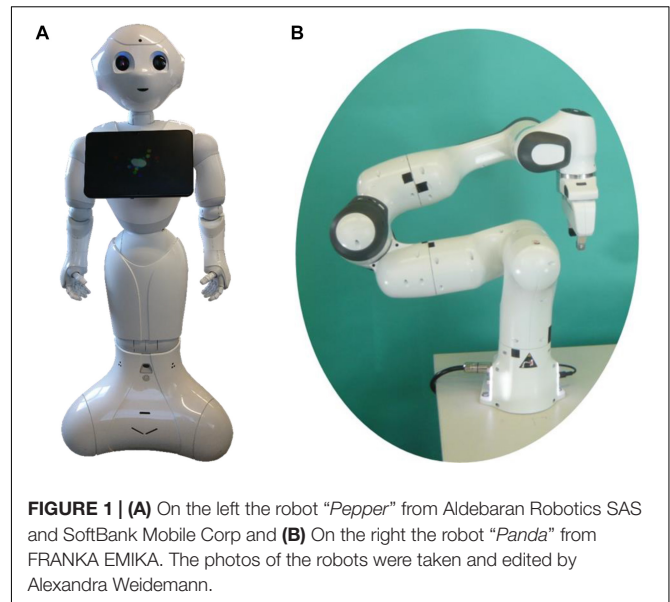 A
B
FIGURE 1 | (A) On the left the robot “Pepper” from Aldebaran Robotics SAS
and SoftBank Mobile Corp and (B) On the right the robot “Panda” from
FRANKA EMIKA. The photos of the robots were taken and edited by
Alexandra Weidemann.